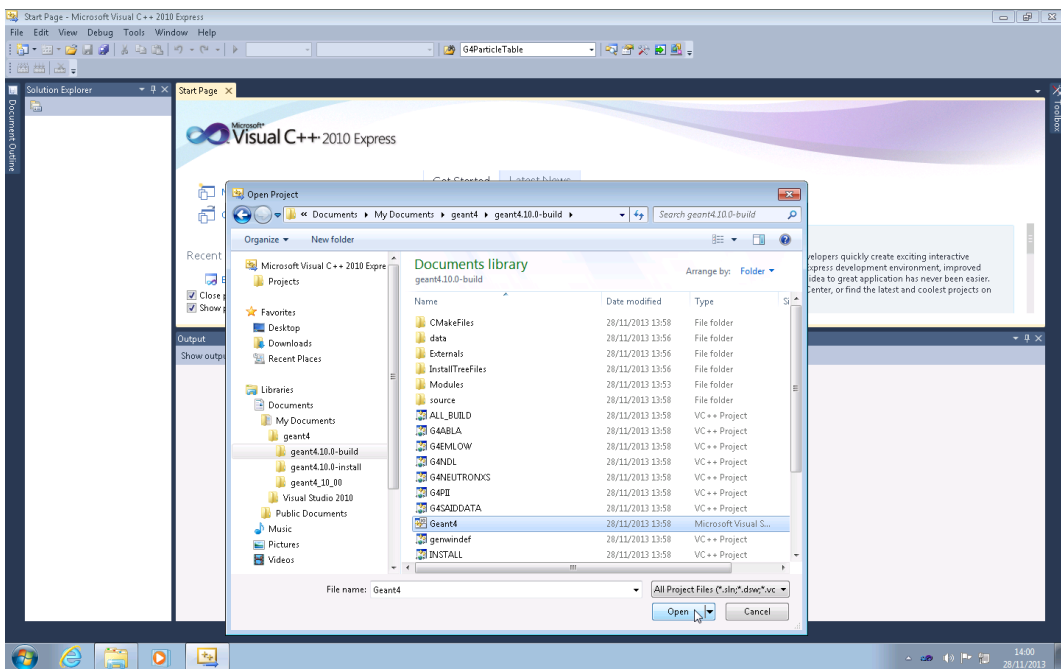 Start Page - Microsoft Visual C++ 2010 Express
File Edit View Debug Tools Window Help
G4ParticleTable
Solution Explorer
Start Page
Toolbox
Document Outline
Microsoft®
Visual C++ 2010 Express
Get Started Latest News
Open Project
« Documents My Documents geant4 geant4.10.0-build
Search geant4.10.0-build
Organize New folder
Recent
Close
Show
Microsoft Visual C++ 2010 Expre
Projects
Favorites
Desktop
Downloads
Recent Places
Libraries
Documents
My Documents
geant4
geant4.10.0-build
geant4.10.0-install
geant4_10_00
Visual Studio 2010
Public Documents
Music
Pictures
Videos
Documents library
geant4.10.0-build
Arrange by: Folder
Name Date modified Type
CMakeFiles 28/11/2013 13:58 File folder
data 28/11/2013 13:56 File folder
Externals 28/11/2013 13:56 File folder
InstallTreeFiles 28/11/2013 13:56 File folder
Modules 28/11/2013 13:53 File folder
source 28/11/2013 13:58 File folder
ALL_BUILD 28/11/2013 13:58 VC++ Project
G4ABLA 28/11/2013 13:58 VC++ Project
G4EMLOW 28/11/2013 13:58 VC++ Project
G4NDL 28/11/2013 13:58 VC++ Project
G4NEUTRONXS 28/11/2013 13:58 VC++ Project
G4PII 28/11/2013 13:58 VC++ Project
G4SAIDDATA 28/11/2013 13:58 VC++ Project
Geant4 28/11/2013 13:58 Microsoft Visual S...
genwindef 28/11/2013 13:58 VC++ Project
INSTALL 28/11/2013 13:58 VC++ Project
File name: Geant4
All Project Files (*.sln;*.dsw;*.vc
Open Cancel
velopers quickly create exciting interactive
xpress development environment, improved
idea to great application has never been easier.
Center, or find the latest and coolest projects on
Output
Show outpu
14:00
28/11/2013